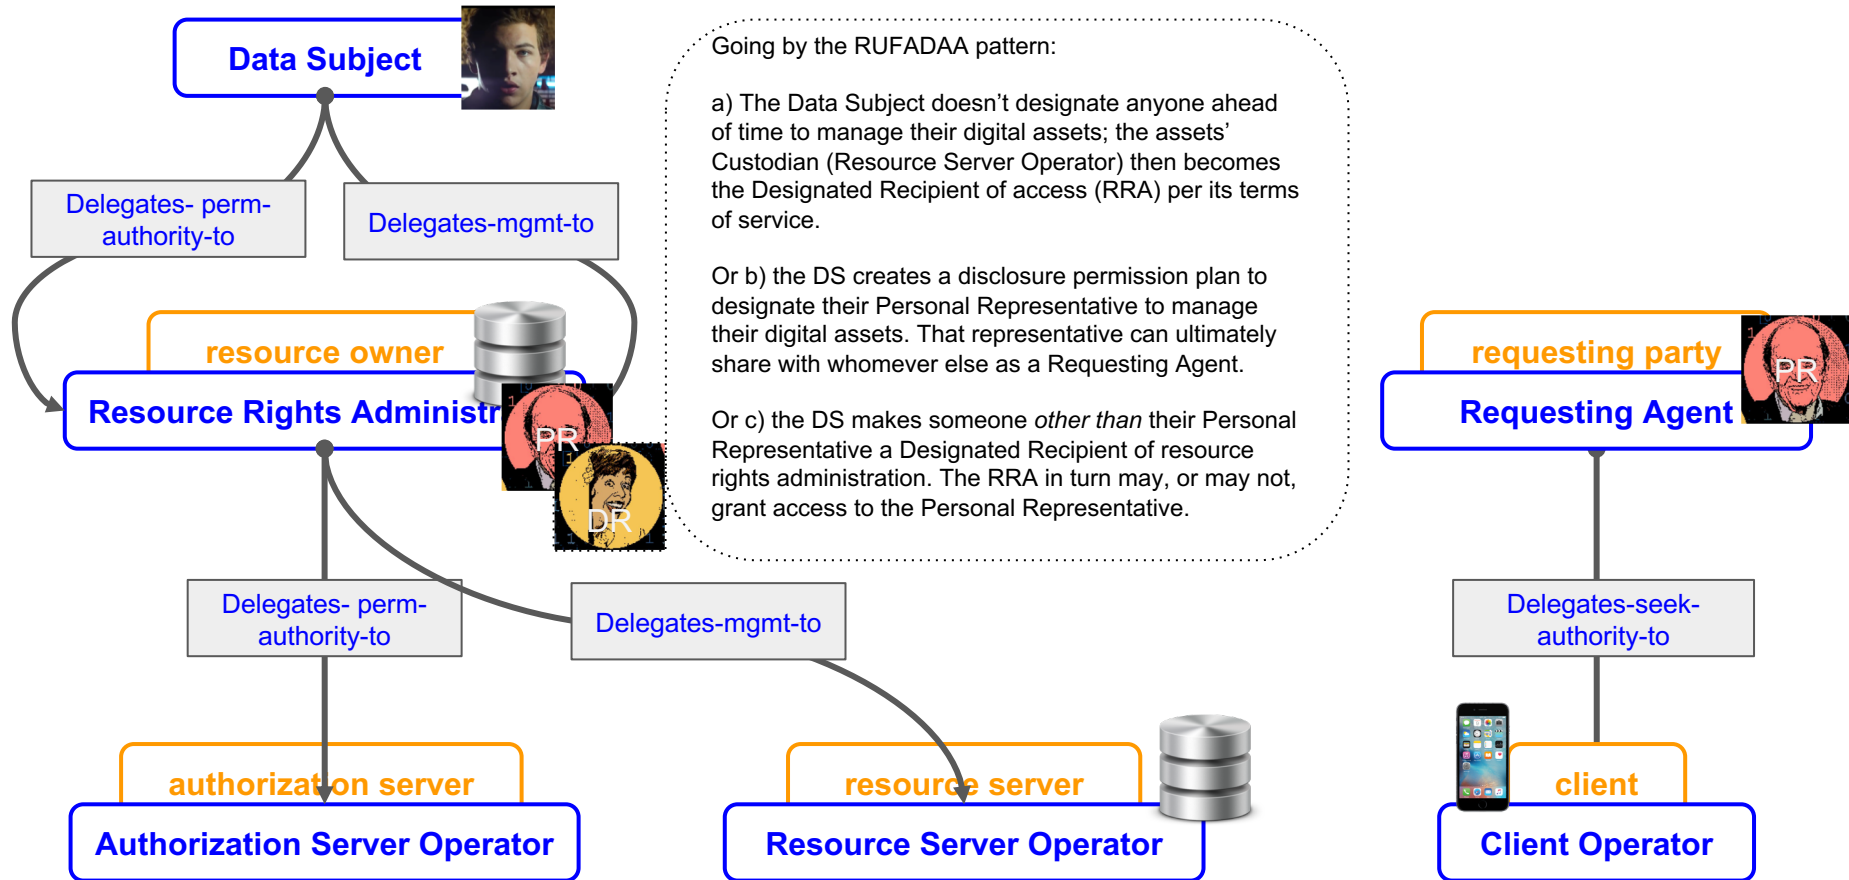 Data Subject
Going by the RUFADAA pattern:
a) The Data Subject doesn't designate anyone ahead
of time to manage their digital assets; the assets'
Custodian (Resource Server Operator) then becomes
the Designated Recipient of access (RRA) per its terms
of service.
Or b) the DS creates a disclosure permission plan to
designate their Personal Representative to manage
their digital assets. That representative can ultimately
share with whomever else as a Requesting Agent.
Or c) the DS makes someone other than their Personal
Representative a Designated Recipient of resource
rights administration. The RRA in turn may, or may not,
grant access to the Personal Representative.
Delegates- perm-
authority-to
Delegates-mgmt-to
resource owner
Resource Rights Administr
PR
DR
requesting party
PR
Requesting Agent
Delegates- perm-
authority-to
Delegates-mgmt-to
Delegates-seek-
authority-to
authorization server
Authorization Server Operator
resource server
Resource Server Operator
client
Client Operator